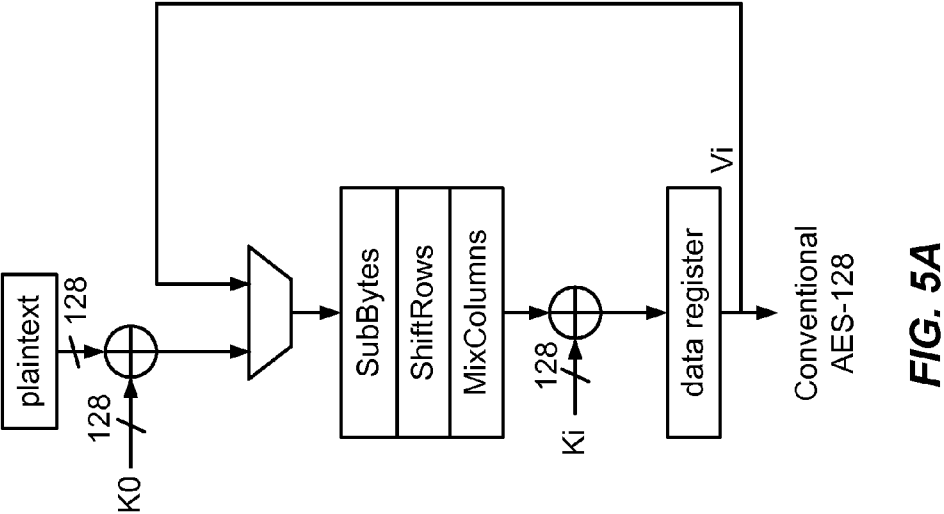 plaintext
128
K0
128
SubBytes
ShiftRows
MixColumns
Ki
128
data register
Vi
Conventional
AES-128
FIG. 5A